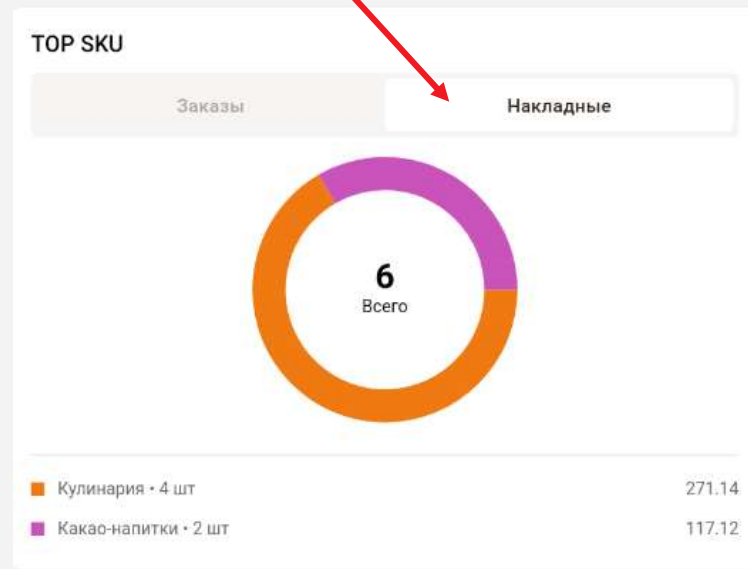 TOP SKU
Заказы Накладные
6
Всего
Кулинария • 4 шт 271.14
Какао-напитки • 2 шт 117.12